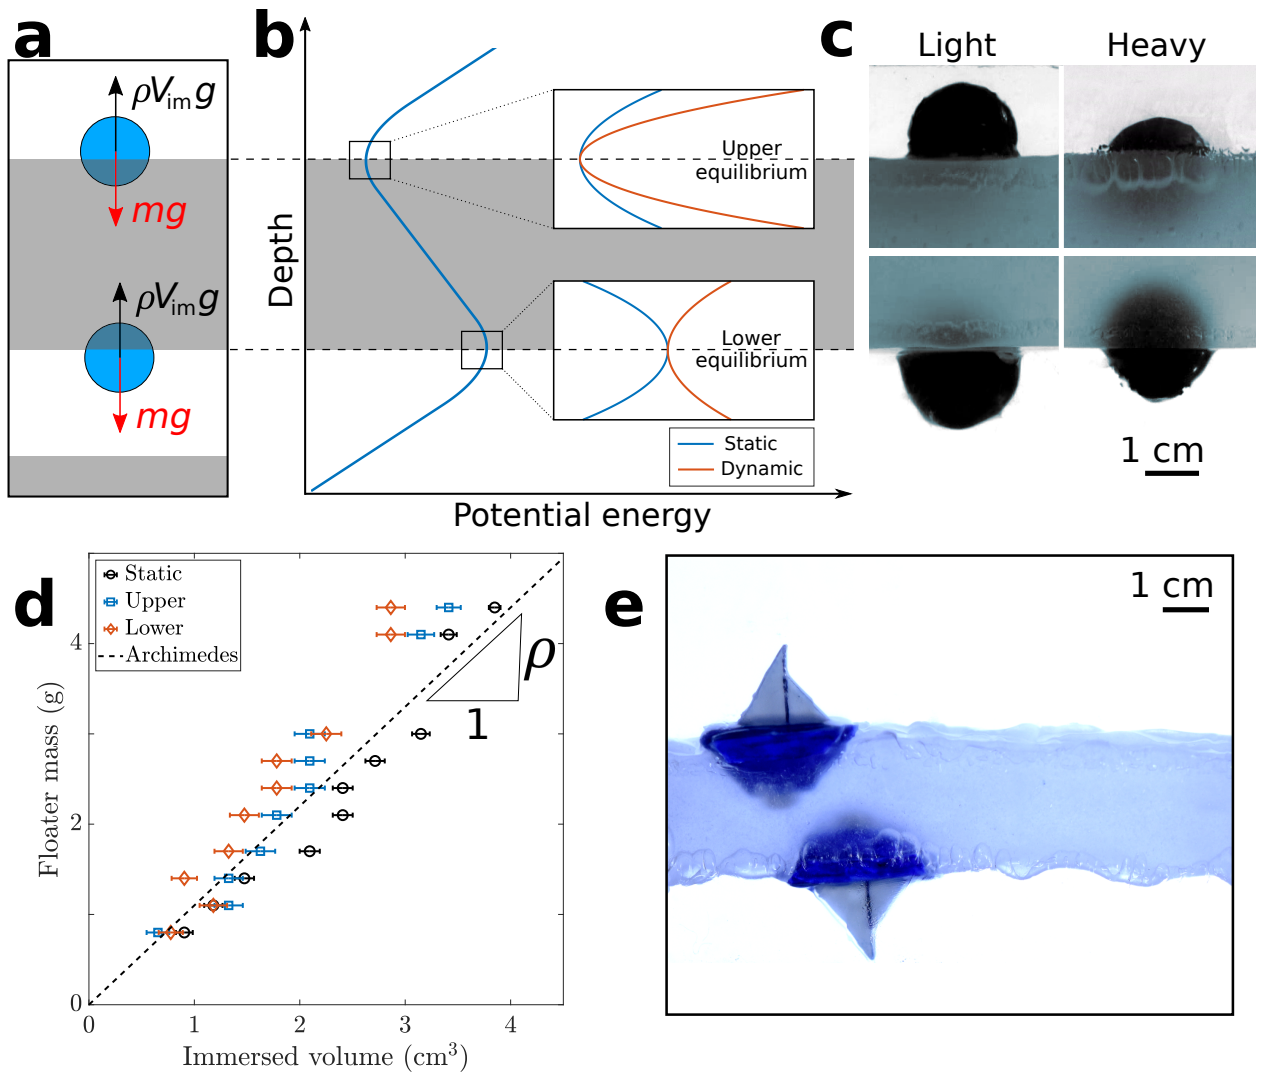 a
ρV_im g
mg
ρV_im g
mg
b
Depth
Upper
equilibrium
Lower
equilibrium
Static
Dynamic
Potential energy
c
Light
Heavy
1 cm
d
Static
Upper
Lower
Archimedes
ρ
1
4
2
0
Floater mass (g)
0
1
2
3
4
Immersed volume (cm³)
e
1 cm